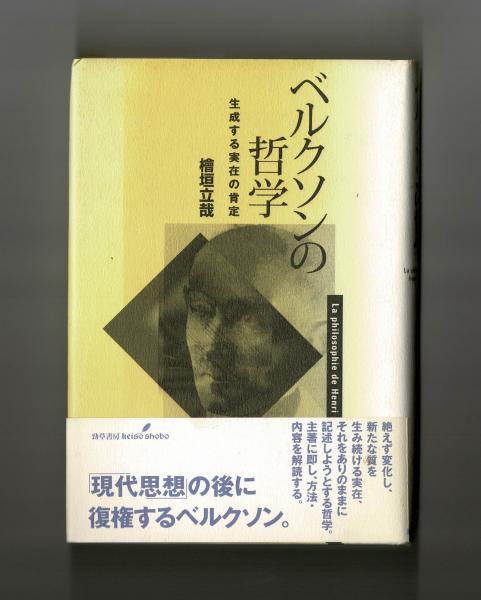 ベルクソンの
哲学
生成する実在の肯定
檜垣立哉
La philosophie de Henri
勁草書房 keiso shobo
絶えず変化し、
新たな質を
生み続ける実在、
それをありのままに
記述しようとする哲学。
主著に即し、方法・
内容を解読する。
「現代思想」の後に
復権するベルクソン。